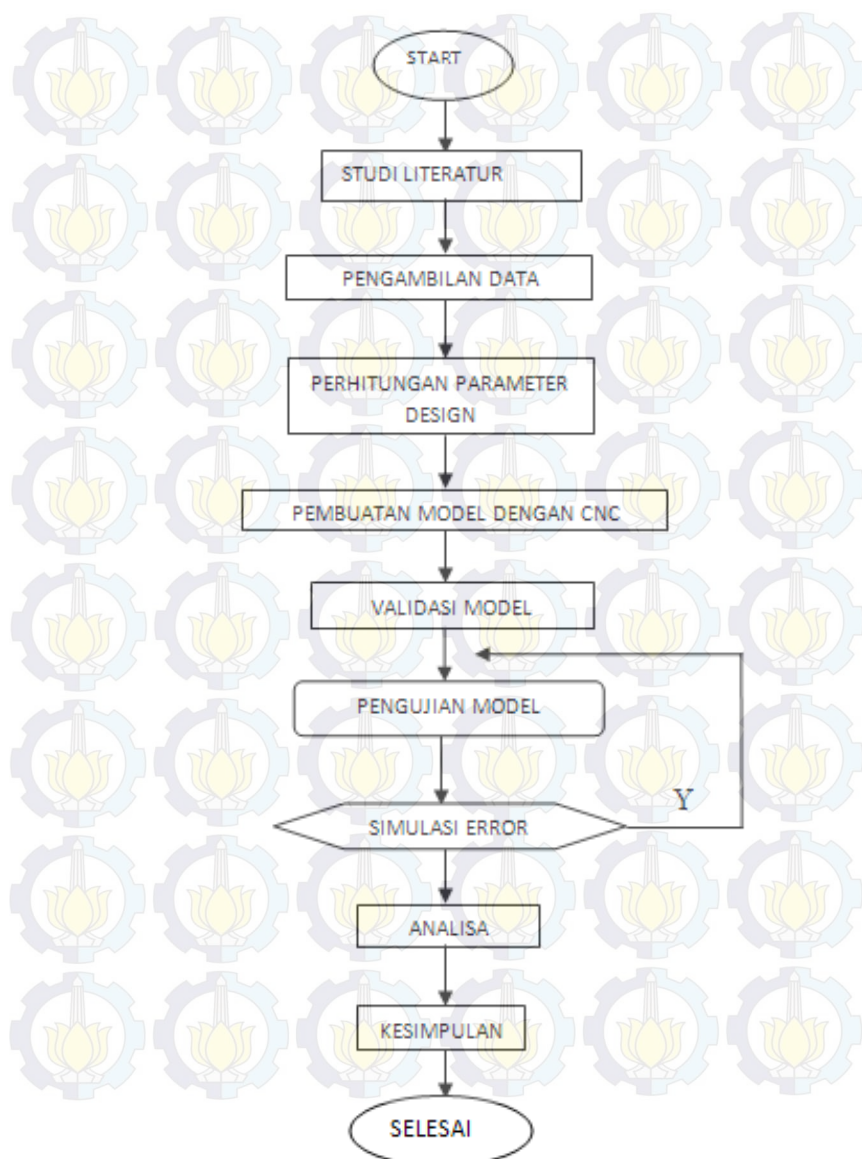 START
STUDI LITERATUR
PENGAMBILAN DATA
PERHITUNGAN PARAMETER
DESIGN
PEMBUATAN MODEL DENGAN CNC
VALIDASI MODEL
PENGUJIAN MODEL
Y
SIMULASI ERROR
ANALISA
KESIMPULAN
SELESAI